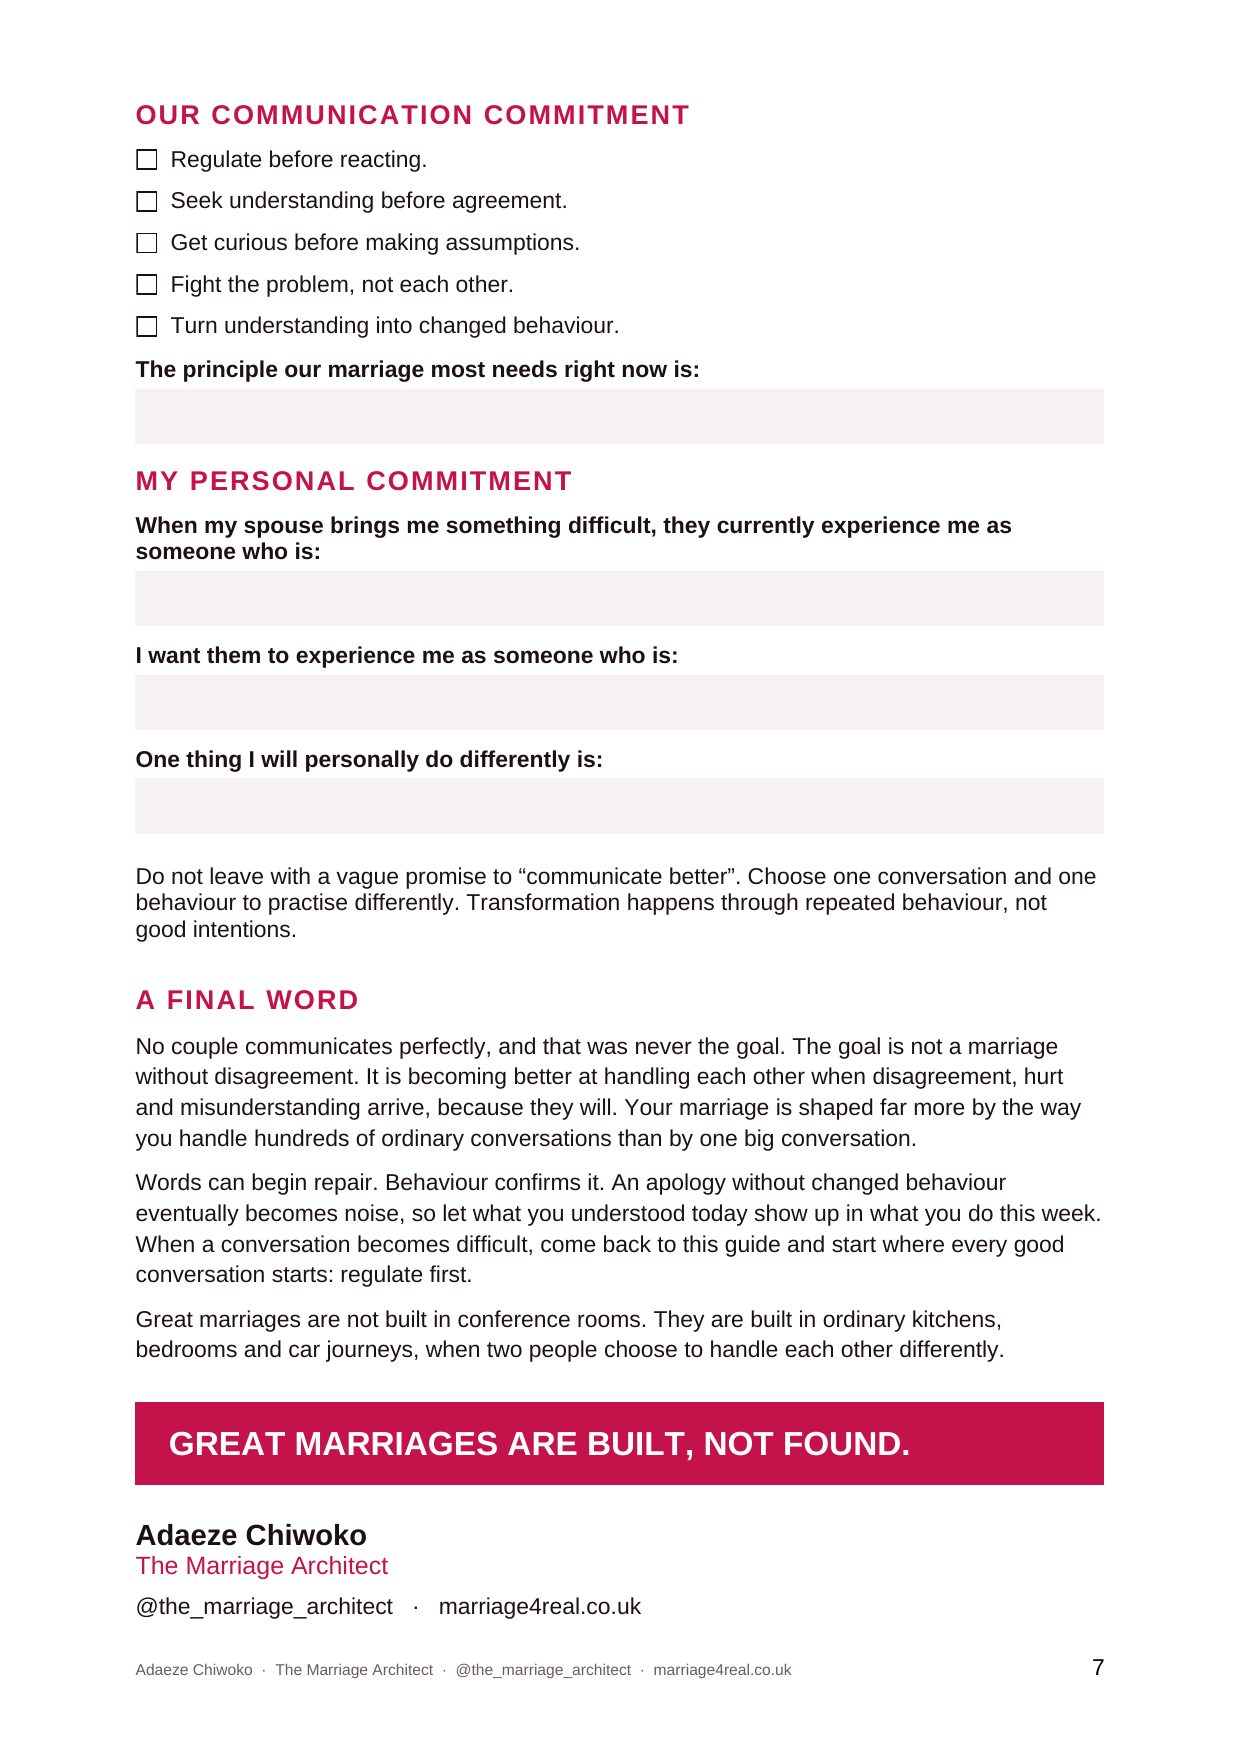 OUR COMMUNICATION COMMITMENT
☐ Regulate before reacting.
☐ Seek understanding before agreement.
☐ Get curious before making assumptions.
☐ Fight the problem, not each other.
☐ Turn understanding into changed behaviour.
The principle our marriage most needs right now is:
MY PERSONAL COMMITMENT
When my spouse brings me something difficult, they currently experience me as
someone who is:
I want them to experience me as someone who is:
One thing I will personally do differently is:
Do not leave with a vague promise to “communicate better”. Choose one conversation and one
behaviour to practise differently. Transformation happens through repeated behaviour, not
good intentions.
A FINAL WORD
No couple communicates perfectly, and that was never the goal. The goal is not a marriage
without disagreement. It is becoming better at handling each other when disagreement, hurt
and misunderstanding arrive, because they will. Your marriage is shaped far more by the way
you handle hundreds of ordinary conversations than by one big conversation.
Words can begin repair. Behaviour confirms it. An apology without changed behaviour
eventually becomes noise, so let what you understood today show up in what you do this week.
When a conversation becomes difficult, come back to this guide and start where every good
conversation starts: regulate first.
Great marriages are not built in conference rooms. They are built in ordinary kitchens,
bedrooms and car journeys, when two people choose to handle each other differently.
GREAT MARRIAGES ARE BUILT, NOT FOUND.
Adaeze Chiwoko
The Marriage Architect
@the_marriage_architect · marriage4real.co.uk
Adaeze Chiwoko · The Marriage Architect · @the_marriage_architect · marriage4real.co.uk 7